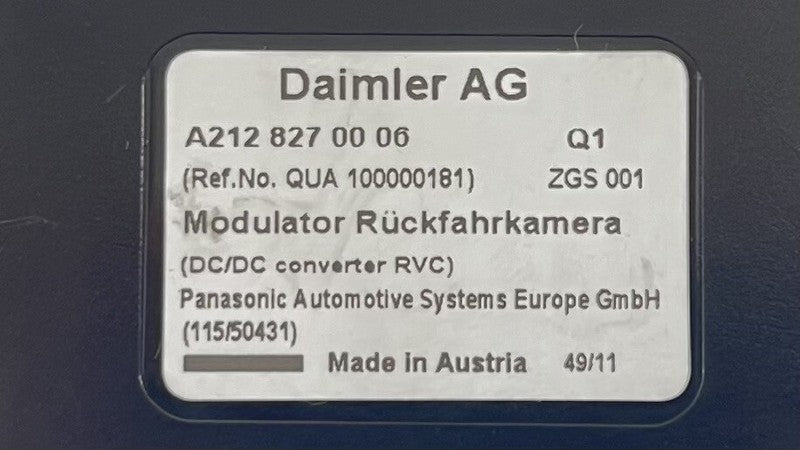 Daimler AG
A212 827 00 06 Q1
(Ref.No. QUA 100000181) ZGS 001
Modulator Rückfahrkamera
(DC/DC converter RVC)
Panasonic Automotive Systems Europe GmbH
(115/50431)
Made in Austria 49/11